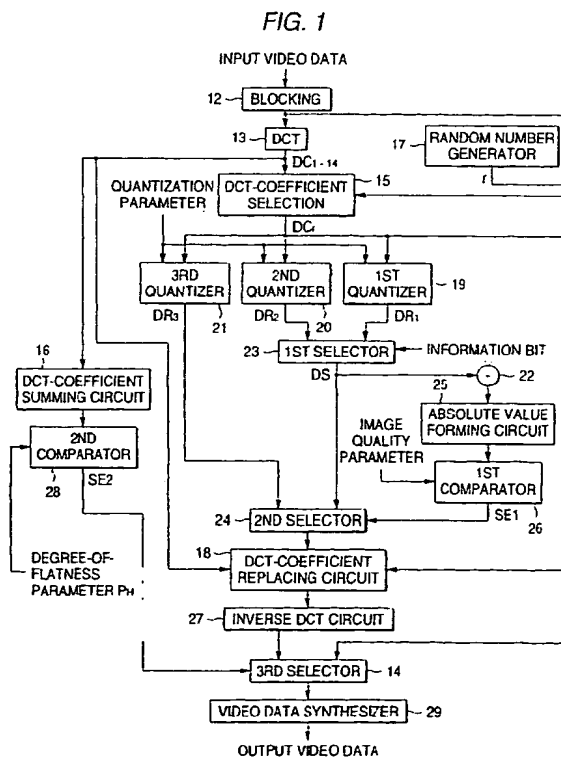 FIG. 1
INPUT VIDEO DATA
12
BLOCKING
13
DCT
17
RANDOM NUMBER
GENERATOR
r
DC1 - 14
15
QUANTIZATION
PARAMETER
DCT-COEFFICIENT
SELECTION
DCr
3RD
QUANTIZER
21
2ND
QUANTIZER
20
1ST
QUANTIZER
19
DR3
DR2
DR1
23
1ST SELECTOR
INFORMATION BIT
16
DS
-
22
DCT-COEFFICIENT
SUMMING CIRCUIT
25
ABSOLUTE VALUE
FORMING CIRCUIT
IMAGE
QUALITY
PARAMETER
2ND
COMPARATOR
28
SE2
1ST
COMPARATOR
26
SE1
24
2ND SELECTOR
18
DCT-COEFFICIENT
REPLACING CIRCUIT
DEGREE-OF-
FLATNESS
PARAMETER PH
27
INVERSE DCT CIRCUIT
3RD SELECTOR
14
VIDEO DATA SYNTHESIZER
29
OUTPUT VIDEO DATA